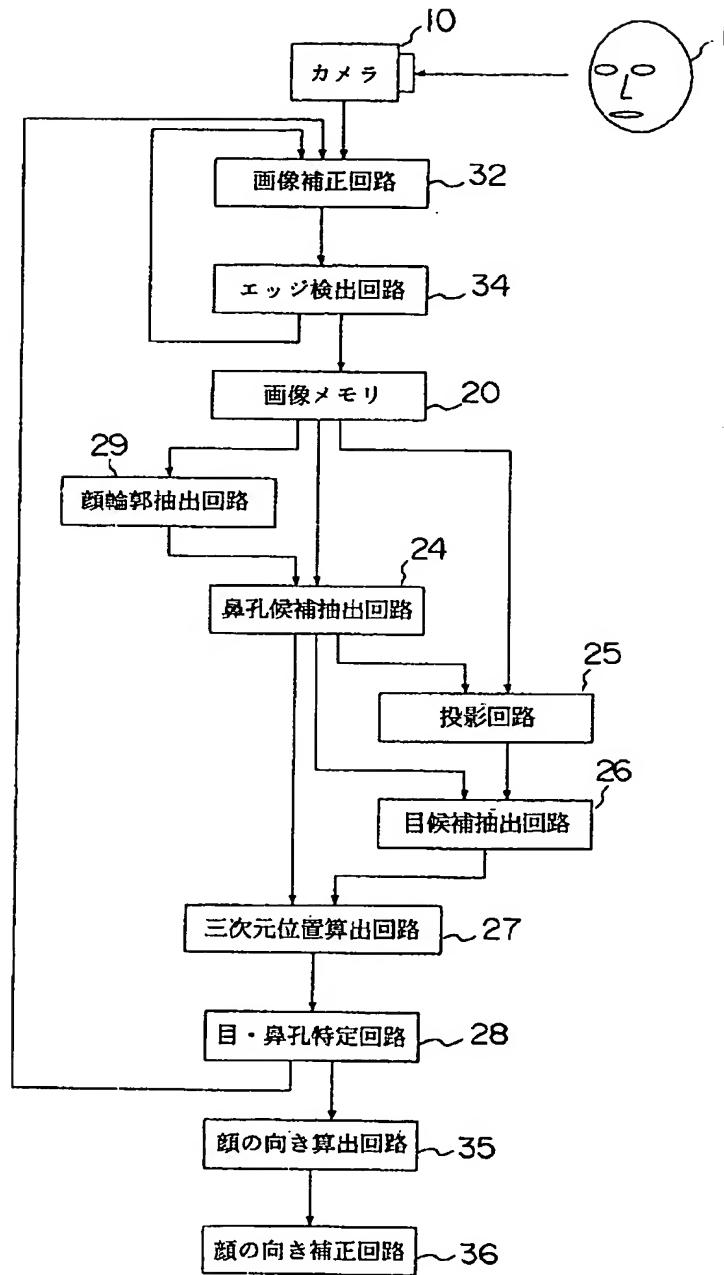 10
カメラ
画像補正回路
32
エッジ検出回路
34
画像メモリ
20
29
顔輪郭抽出回路
24
鼻孔候補抽出回路
25
投影回路
26
目候補抽出回路
三次元位置算出回路
27
目・鼻孔特定回路
28
顔の向き算出回路
35
顔の向き補正回路
36